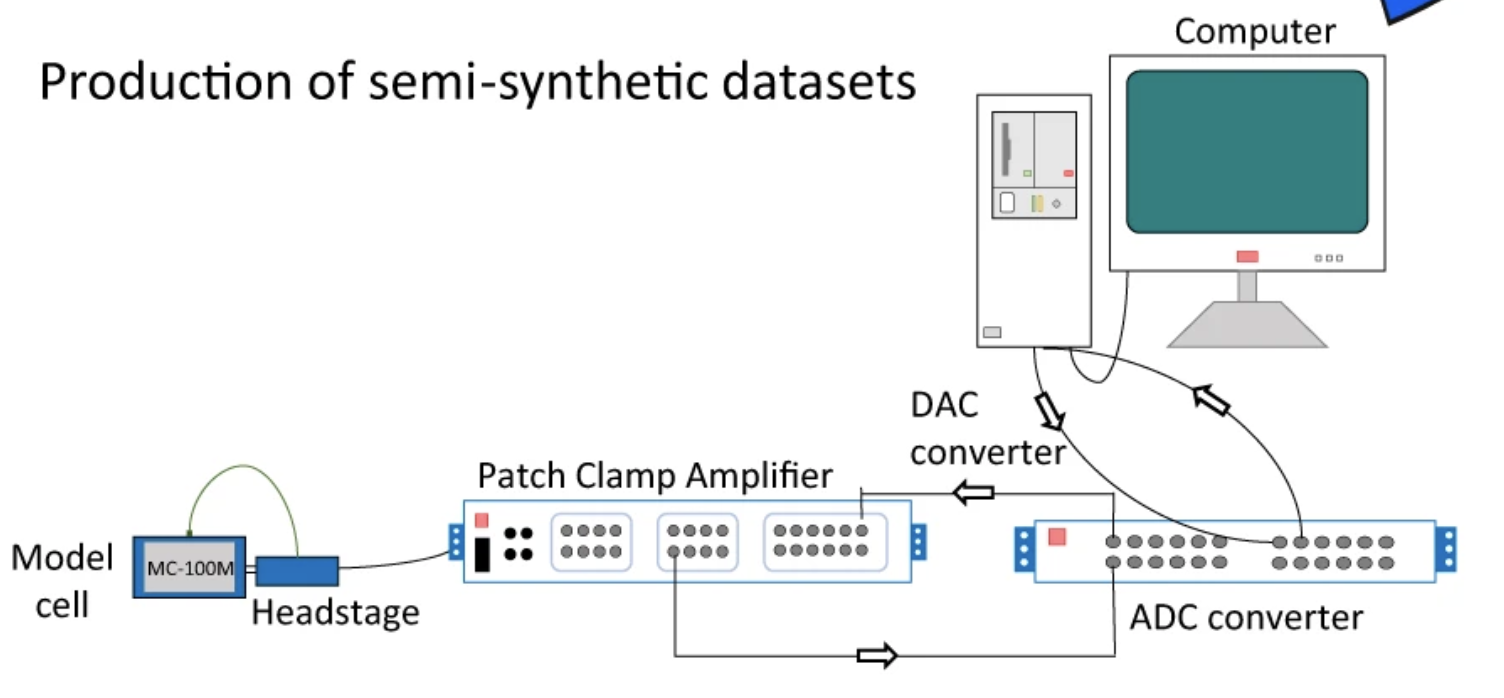 Computer
Production of semi-synthetic datasets
DAC
converter
Patch Clamp Amplifier
Model
cell
MC-100M
Headstage
ADC converter